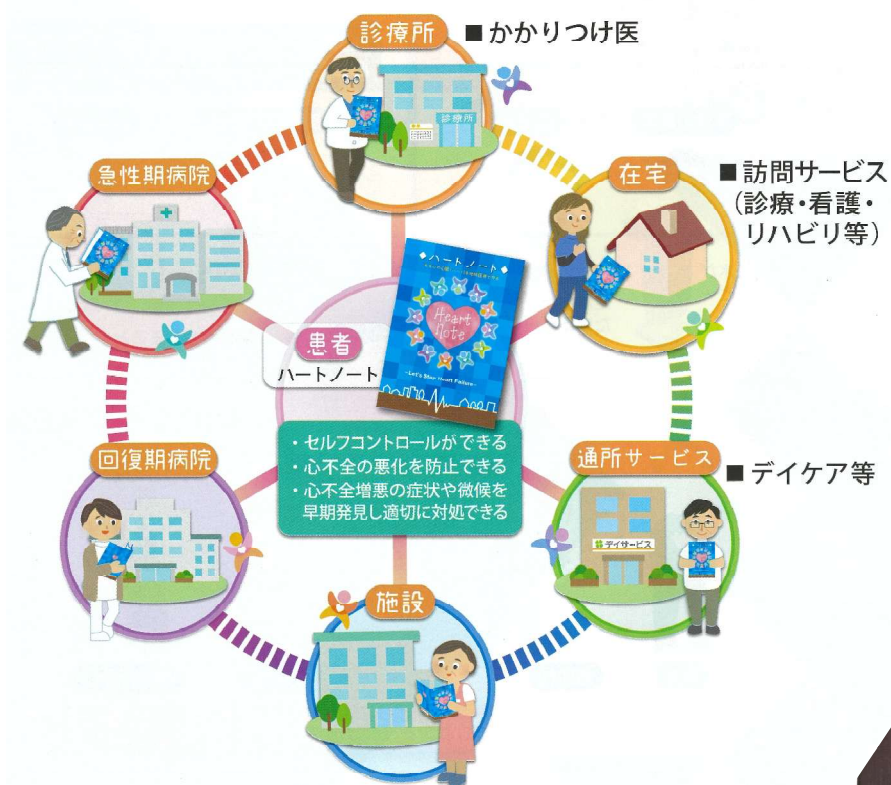 診療所
■かかりつけ医
診療所
急性期病院
在宅
■訪問サービス
(診療・看護・
リハビリ等)
◆ハートノート◆
Heart
Note
~Let's Stop Heart Failure~
患者
ハートノート
・セルフコントロールができる
・心不全の悪化を防止できる
・心不全増悪の症状や徴候を
早期発見し適切に対処できる
回復期病院
通所サービス
■デイケア等
デイサービス
施設